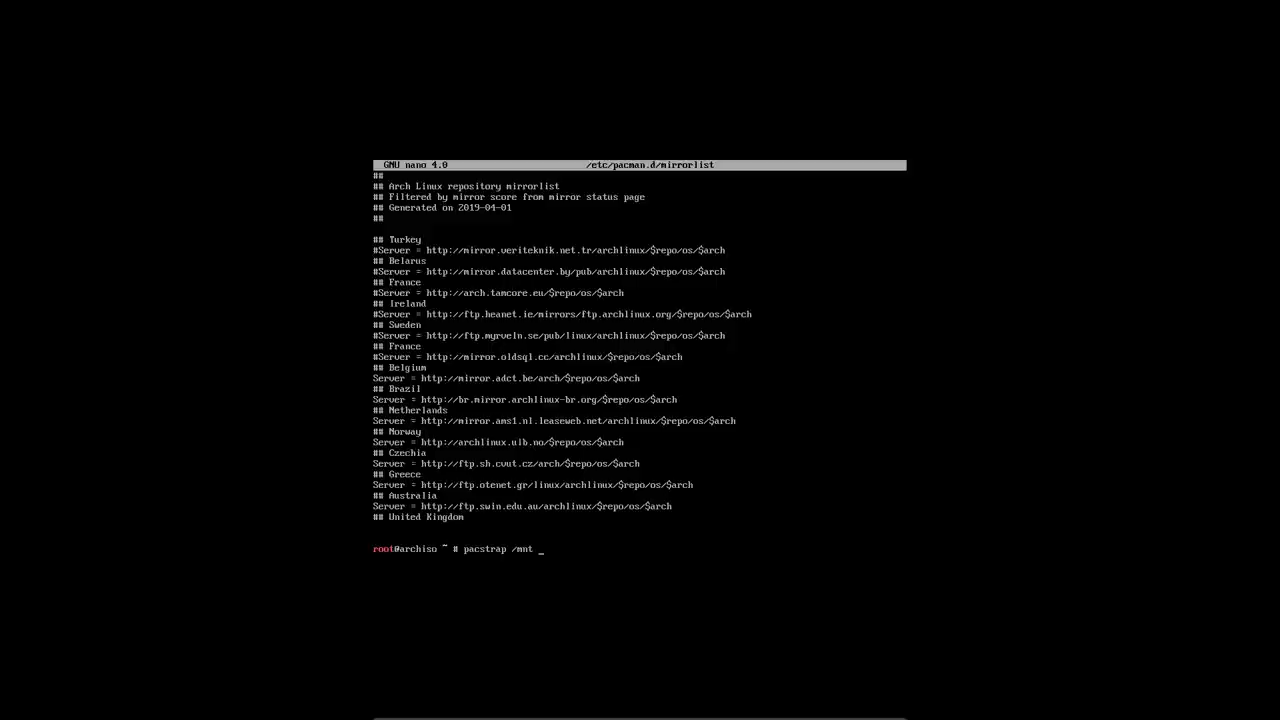 GNU nano 4.0 /etc/pacman.d/mirrorlist
##
## Arch Linux repository mirrorlist
## Filtered by mirror score from mirror status page
## Generated on 2019-04-01
##
## Turkey
#Server = http://mirror.veriteknik.net.tr/archlinux/$repo/os/$arch
## Belarus
#Server = http://mirror.datacenter.by/pub/archlinux/$repo/os/$arch
## France
#Server = http://arch.tamcore.eu/$repo/os/$arch
## Ireland
#Server = http://ftp.heanet.ie/mirrors/ftp.archlinux.org/$repo/os/$arch
## Sweden
#Server = http://ftp.myrveln.se/pub/linux/archlinux/$repo/os/$arch
## France
#Server = http://mirror.oldsql.cc/archlinux/$repo/os/$arch
## Belgium
Server = http://mirror.adct.be/arch/$repo/os/$arch
## Brazil
Server = http://br.mirror.archlinux-br.org/$repo/os/$arch
## Netherlands
Server = http://mirror.ams1.nl.leaseweb.net/archlinux/$repo/os/$arch
## Norway
Server = http://archlinux.uib.no/$repo/os/$arch
## Czechia
Server = http://ftp.sh.cvut.cz/arch/$repo/os/$arch
## Greece
Server = http://ftp.otenet.gr/linux/archlinux/$repo/os/$arch
## Australia
Server = http://ftp.swin.edu.au/archlinux/$repo/os/$arch
## United Kingdom
root@archiso ~ # pacstrap /mnt _